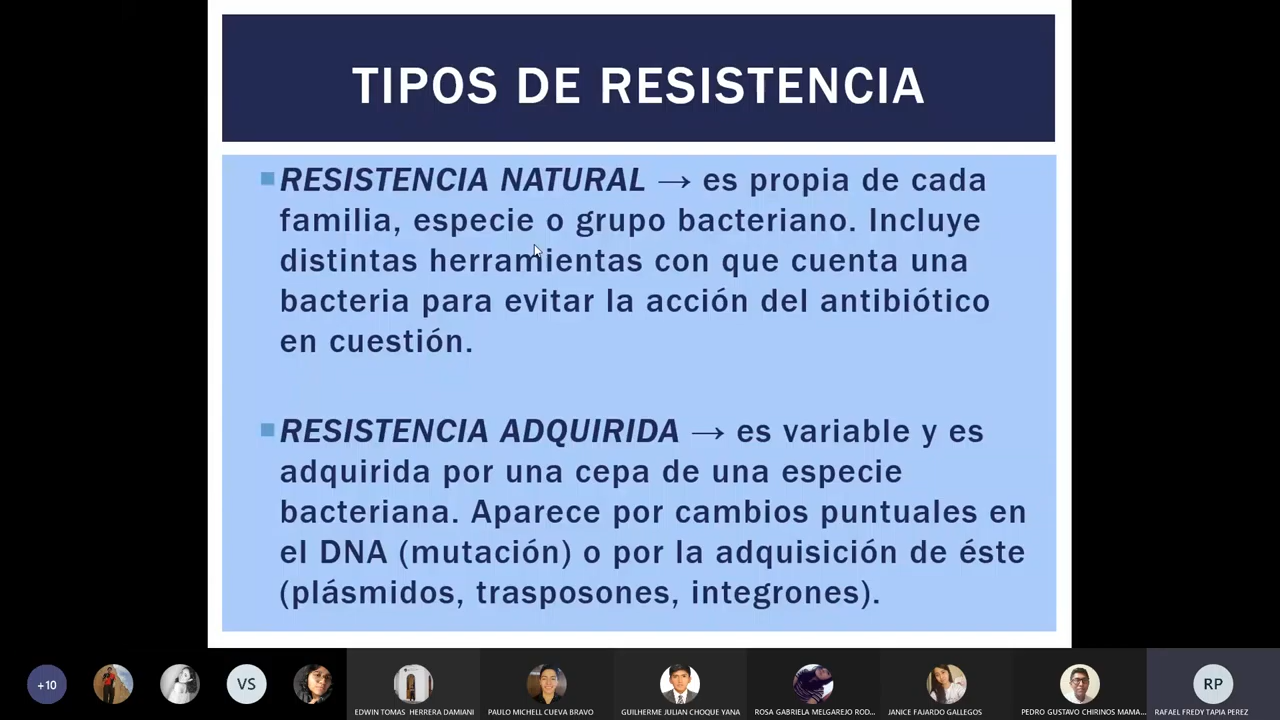 TIPOS DE RESISTENCIA
RESISTENCIA NATURAL → es propia de cada
familia, especie o grupo bacteriano. Incluye
distintas herramientas con que cuenta una
bacteria para evitar la acción del antibiótico
en cuestión.
RESISTENCIA ADQUIRIDA → es variable y es
adquirida por una cepa de una especie
bacteriana. Aparece por cambios puntuales en
el DNA (mutación) o por la adquisición de éste
(plásmidos, trasposones, integrones).
+10
VS
RP
EDWIN TOMAS HERRERA DAMIANI
PAULO MICHELL CUEVA BRAVO
GUILHERME JULIAN CHOQUE YANA
ROSA GABRIELA MELGAREJO ROD...
JANICE FAJARDO GALLEGOS
PEDRO GUSTAVO CHIRINOS MAMA...
RAFAEL FREDY TAPIA PEREZ